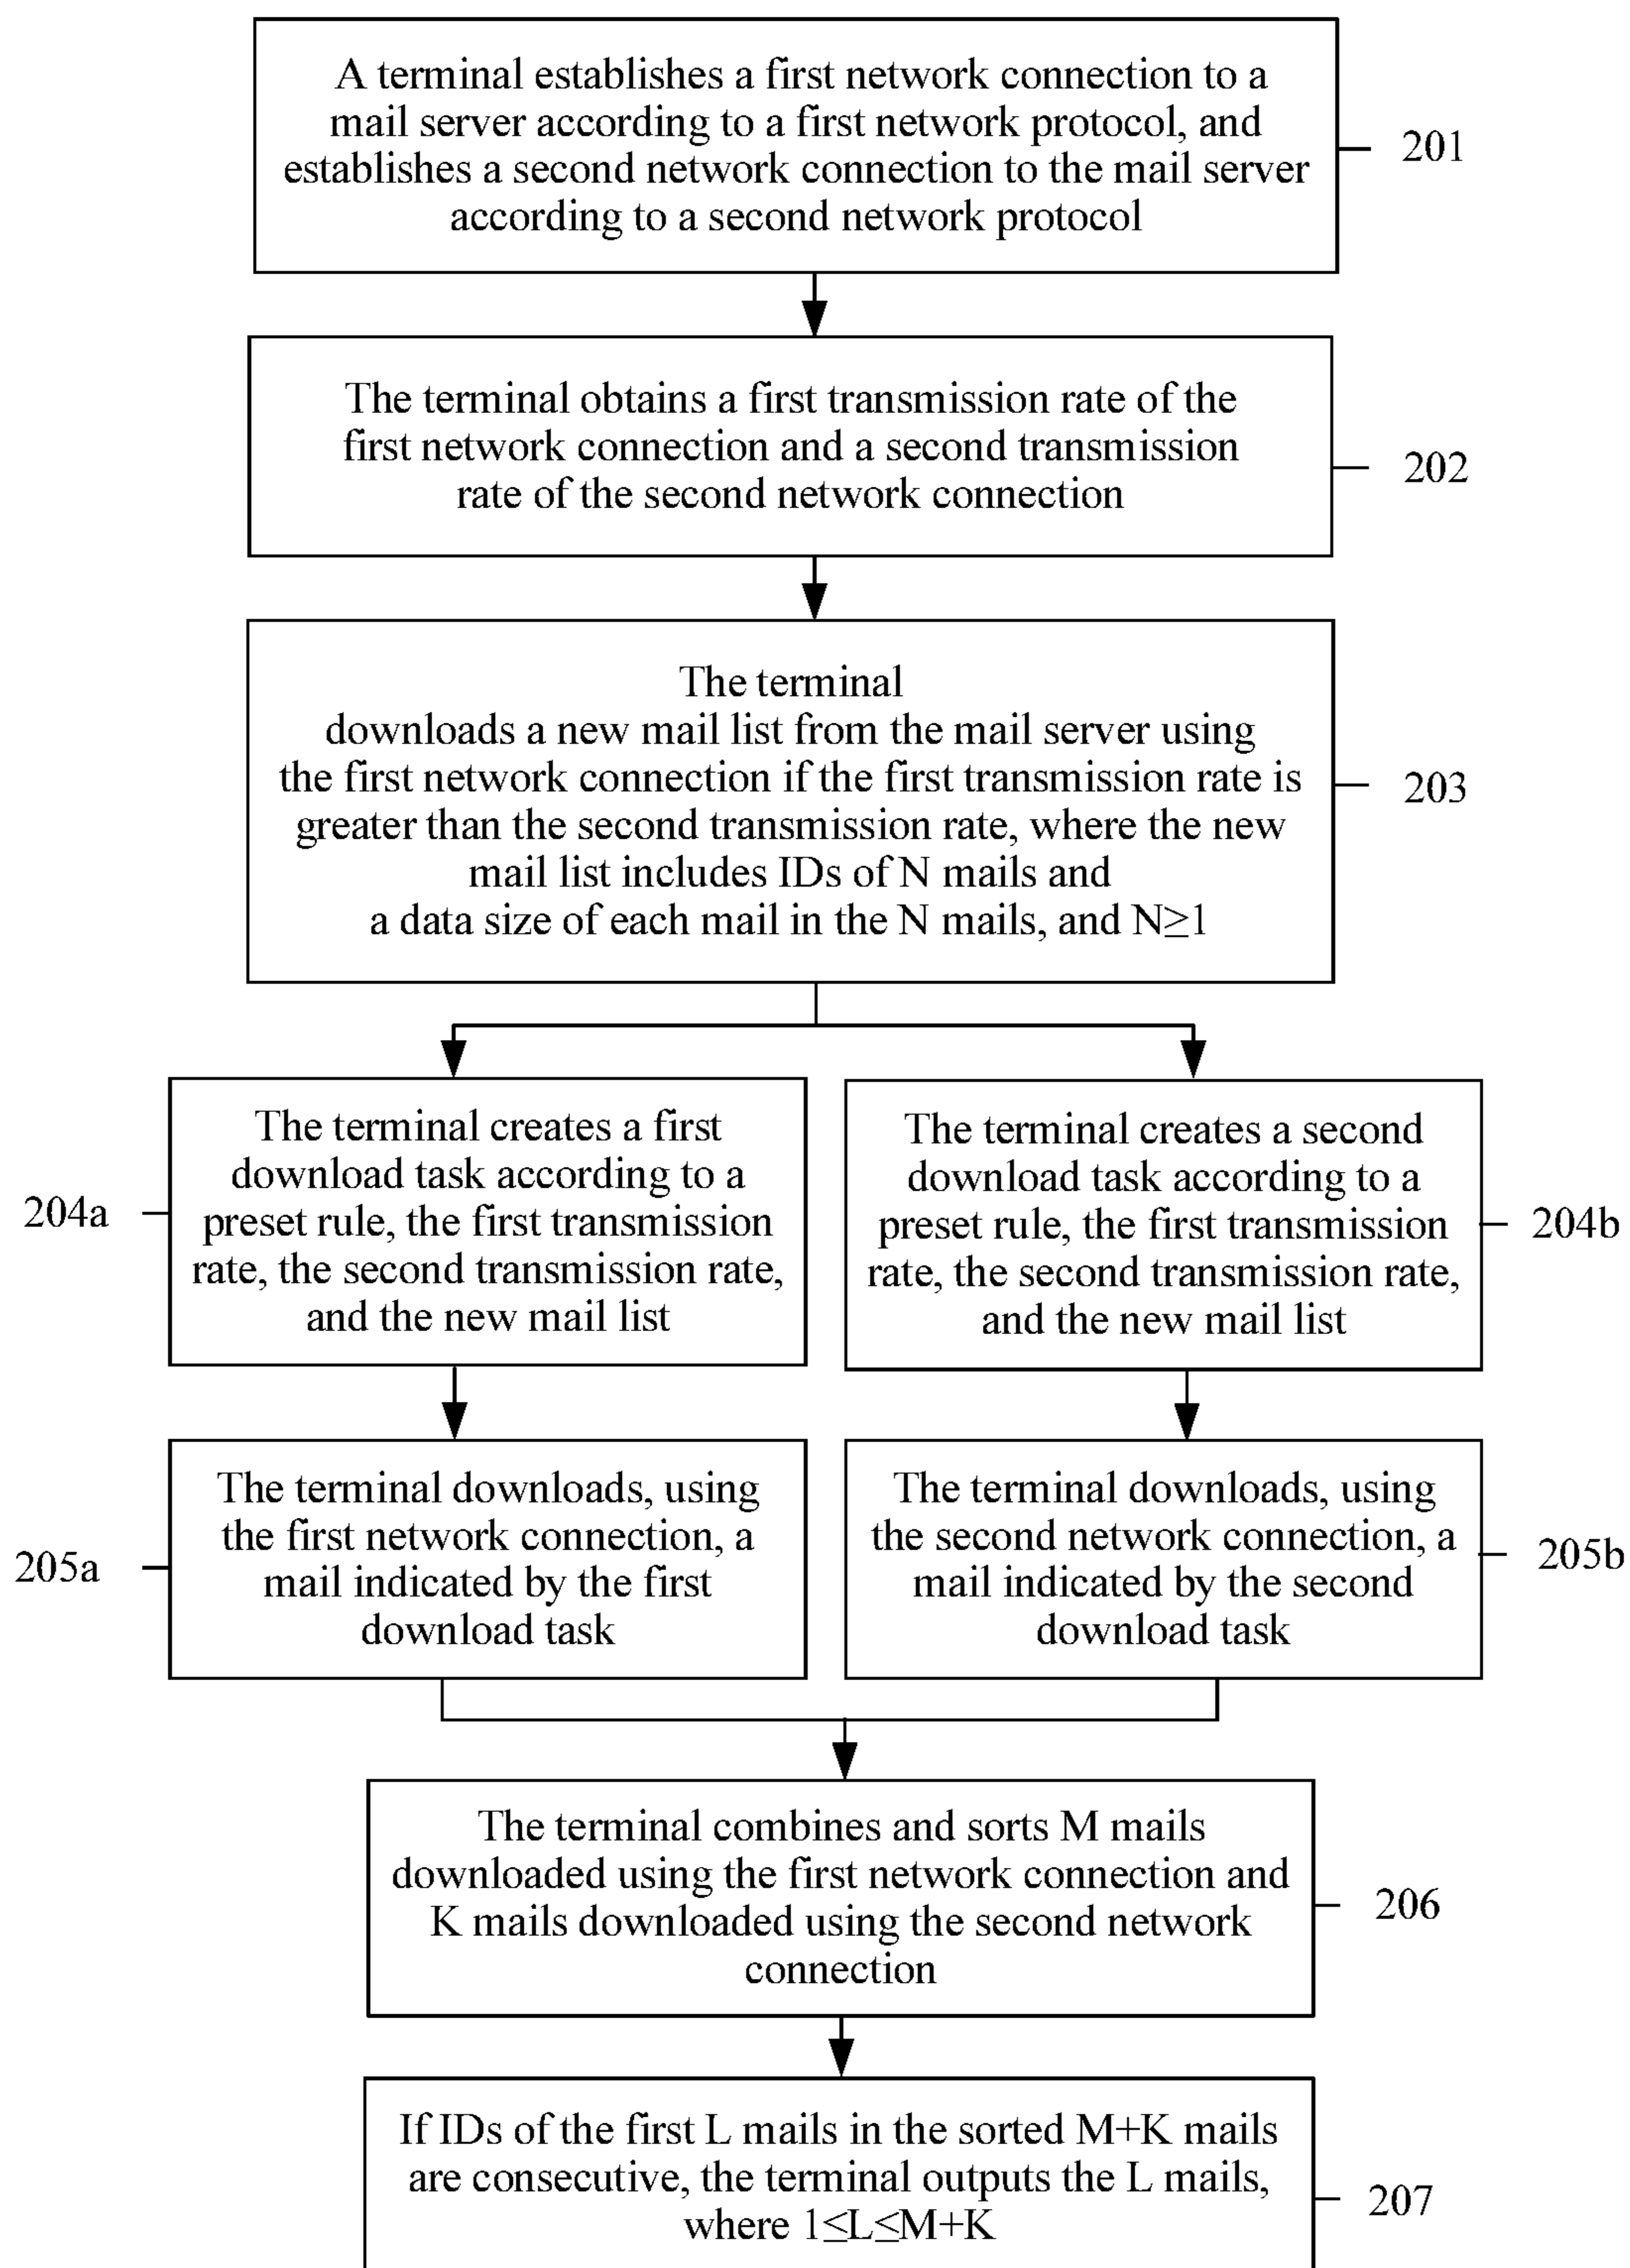 A terminal establishes a first network connection to a
mail server according to a first network protocol, and
establishes a second network connection to the mail server
according to a second network protocol
201
The terminal obtains a first transmission rate of the
first network connection and a second transmission
rate of the second network connection
202
The terminal
downloads a new mail list from the mail server using
the first network connection if the first transmission rate is
greater than the second transmission rate, where the new
mail list includes IDs of N mails and
a data size of each mail in the N mails, and N≥1
203
204a
The terminal creates a first
download task according to a
preset rule, the first transmission
rate, the second transmission rate,
and the new mail list
The terminal creates a second
download task according to a
preset rule, the first transmission
rate, the second transmission rate,
and the new mail list
204b
205a
The terminal downloads, using
the first network connection, a
mail indicated by the first
download task
The terminal downloads, using
the second network connection, a
mail indicated by the second
download task
205b
The terminal combines and sorts M mails
downloaded using the first network connection and
K mails downloaded using the second network
connection
206
If IDs of the first L mails in the sorted M+K mails
are consecutive, the terminal outputs the L mails,
where 1≤L≤M+K
207